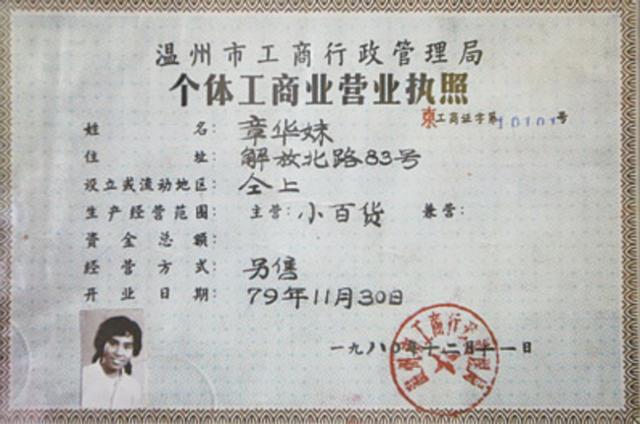 温州市工商行政管理局
个体工商业营业执照
东工商证字第10101号
姓名：章华妹
住址：解放北路83号
设立或流动地区：仝上
生产经营范围：主营：小百货 兼营：
资金总额：
经营方式：另售
开业日期：79年11月30日
一九八〇年十二月十一日